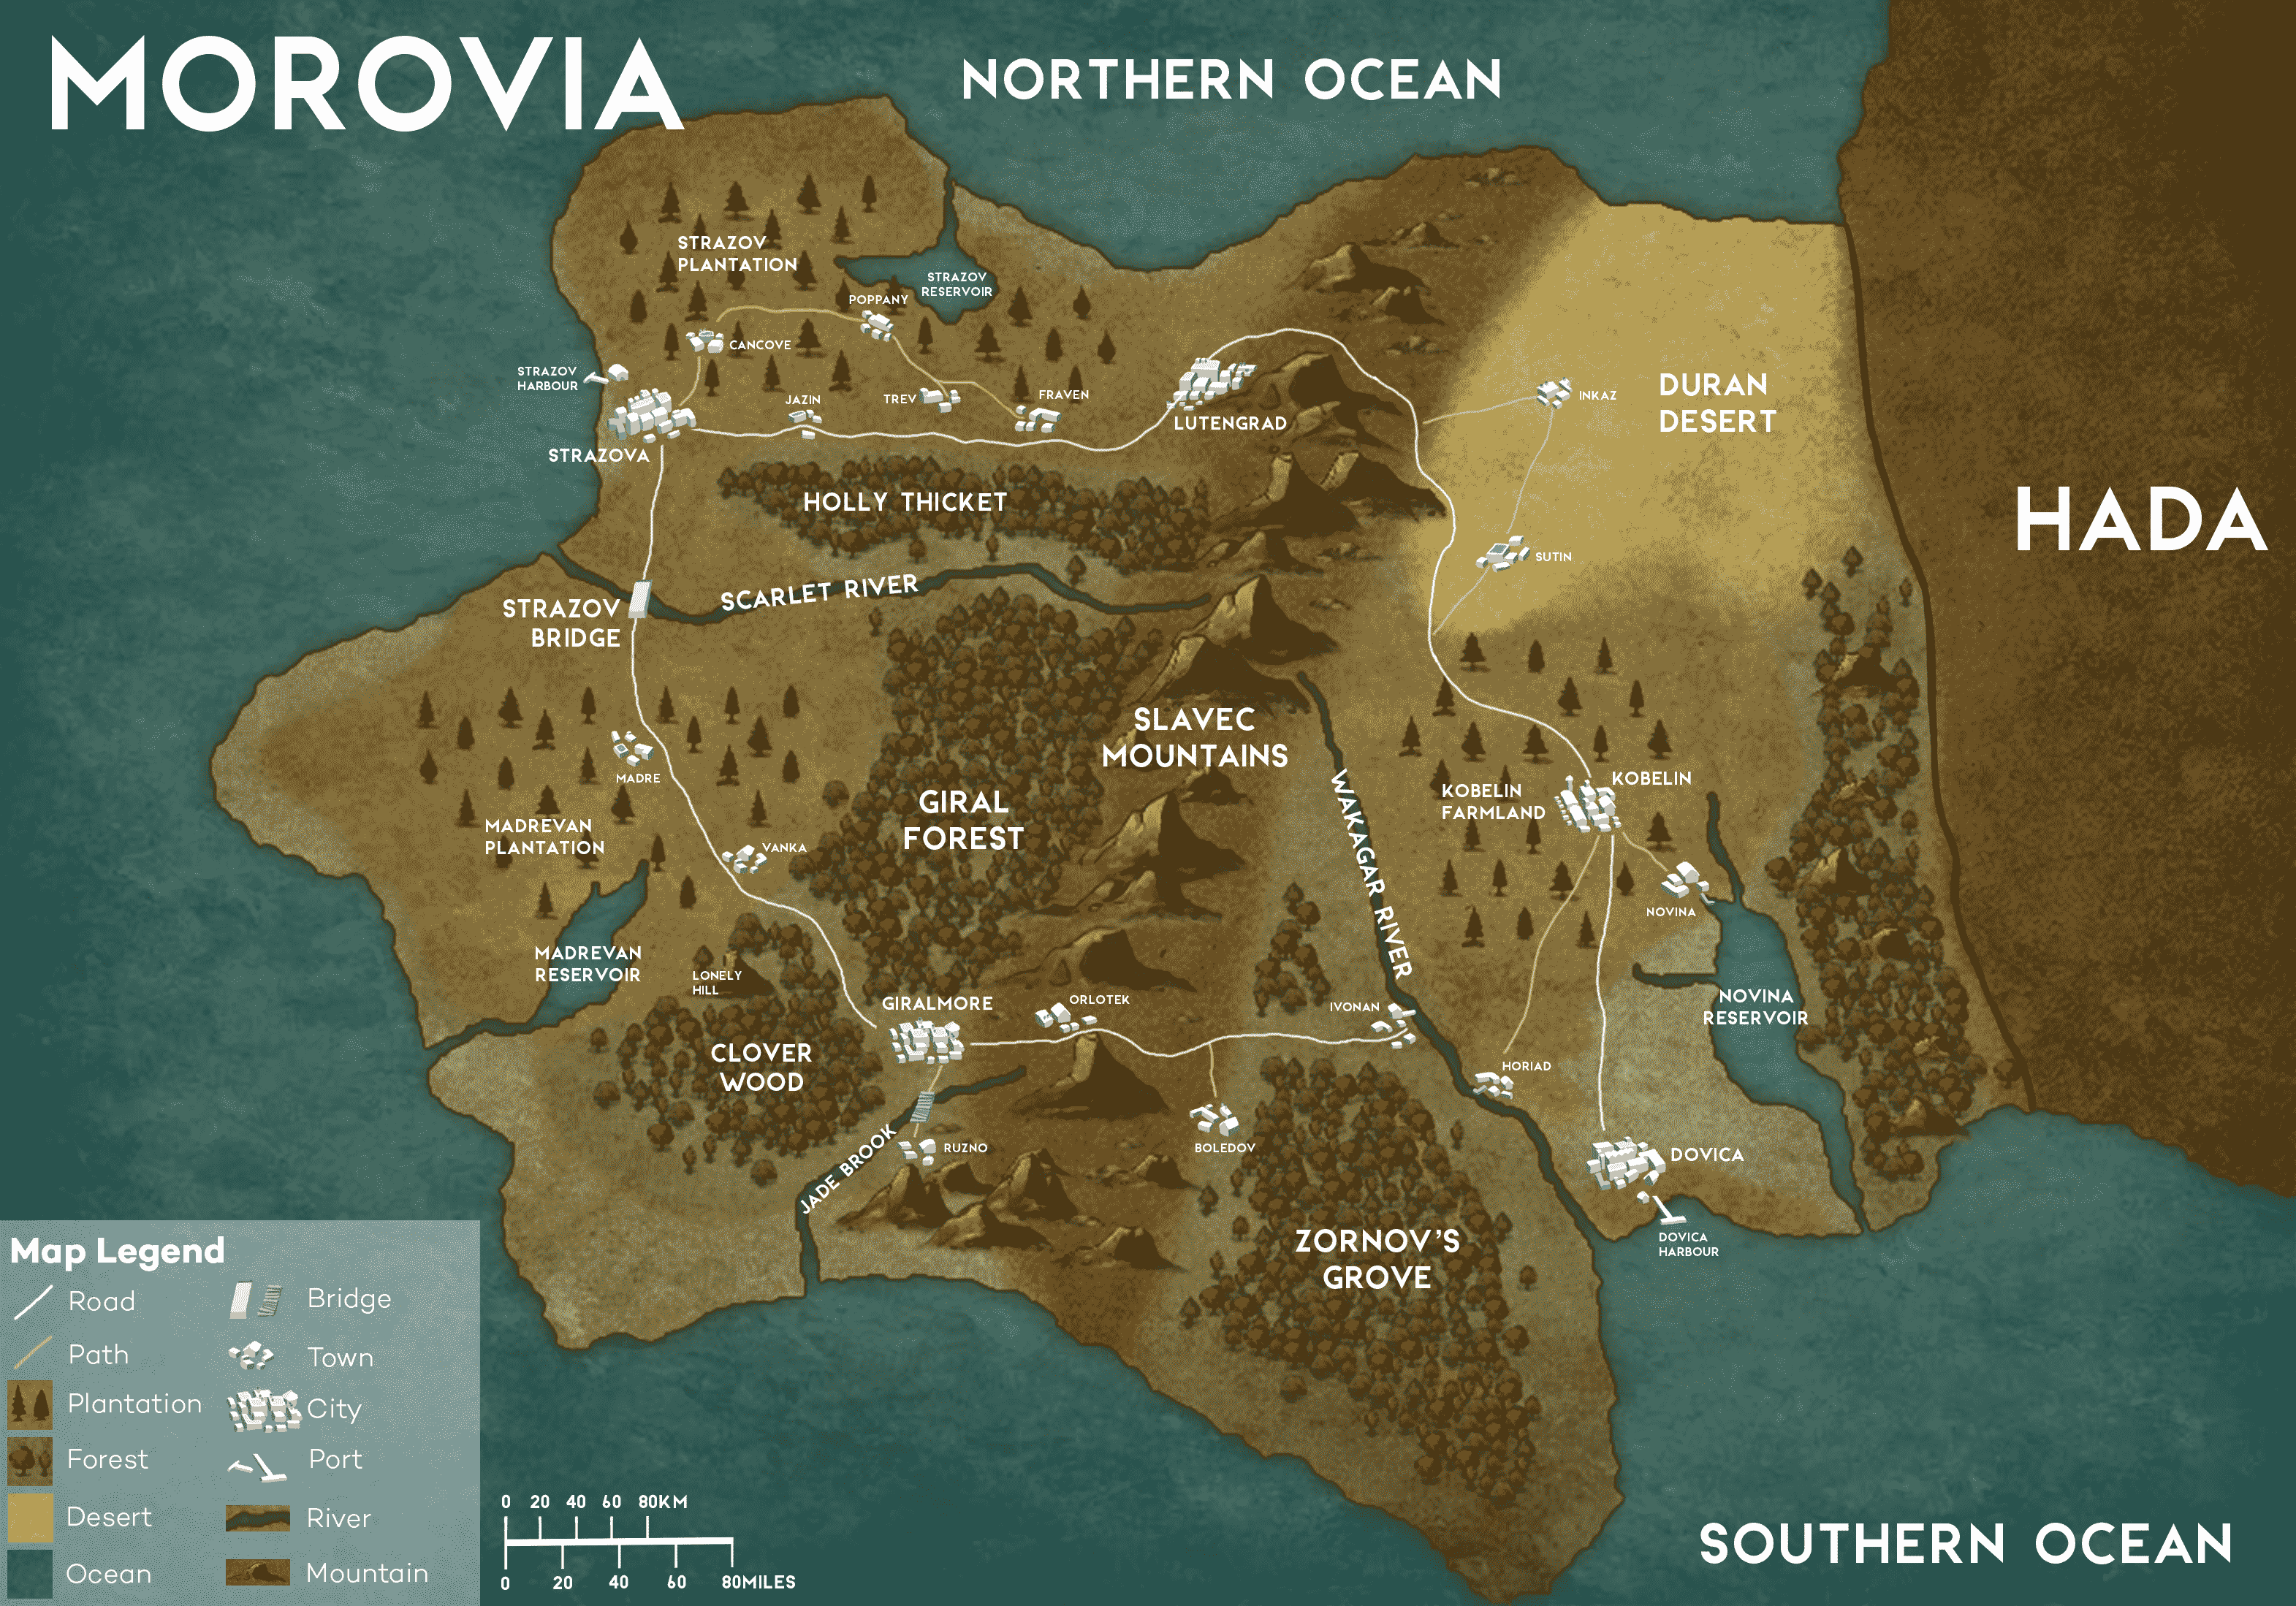 MOROVIA
NORTHERN OCEAN
STRAZOV
PLANTATION
STRAZOV
RESERVOIR
POPPANY
CANCOVE
STRAZOV
HARBOUR
JAZIN
TREV
FRAVEN
LUTENGRAD
STRAZOVA
INKAZ
DURAN
DESERT
HOLLY THICKET
HADA
SUTIN
SCARLET RIVER
STRAZOV
BRIDGE
SLAVEC
MOUNTAINS
MADRE
WAKAGAR RIVER
KOBELIN
KOBELIN
FARMLAND
GIRAL
FOREST
MADREVAN
PLANTATION
VANKA
NOVINA
MADREVAN
RESERVOIR
LONELY
HILL
GIRALMORE
ORLOTEK
IVONAN
NOVINA
RESERVOIR
CLOVER
WOOD
HORIAD
JADE BROOK
RUZNO
BOLEDOV
DOVICA
DOVICA
HARBOUR
ZORNOV'S
GROVE
Map Legend
Road
Bridge
Path
Town
Plantation
City
Forest
Port
Desert
River
Ocean
Mountain
0 20 40 60 80KM
0 20 40 60 80MILES
SOUTHERN OCEAN